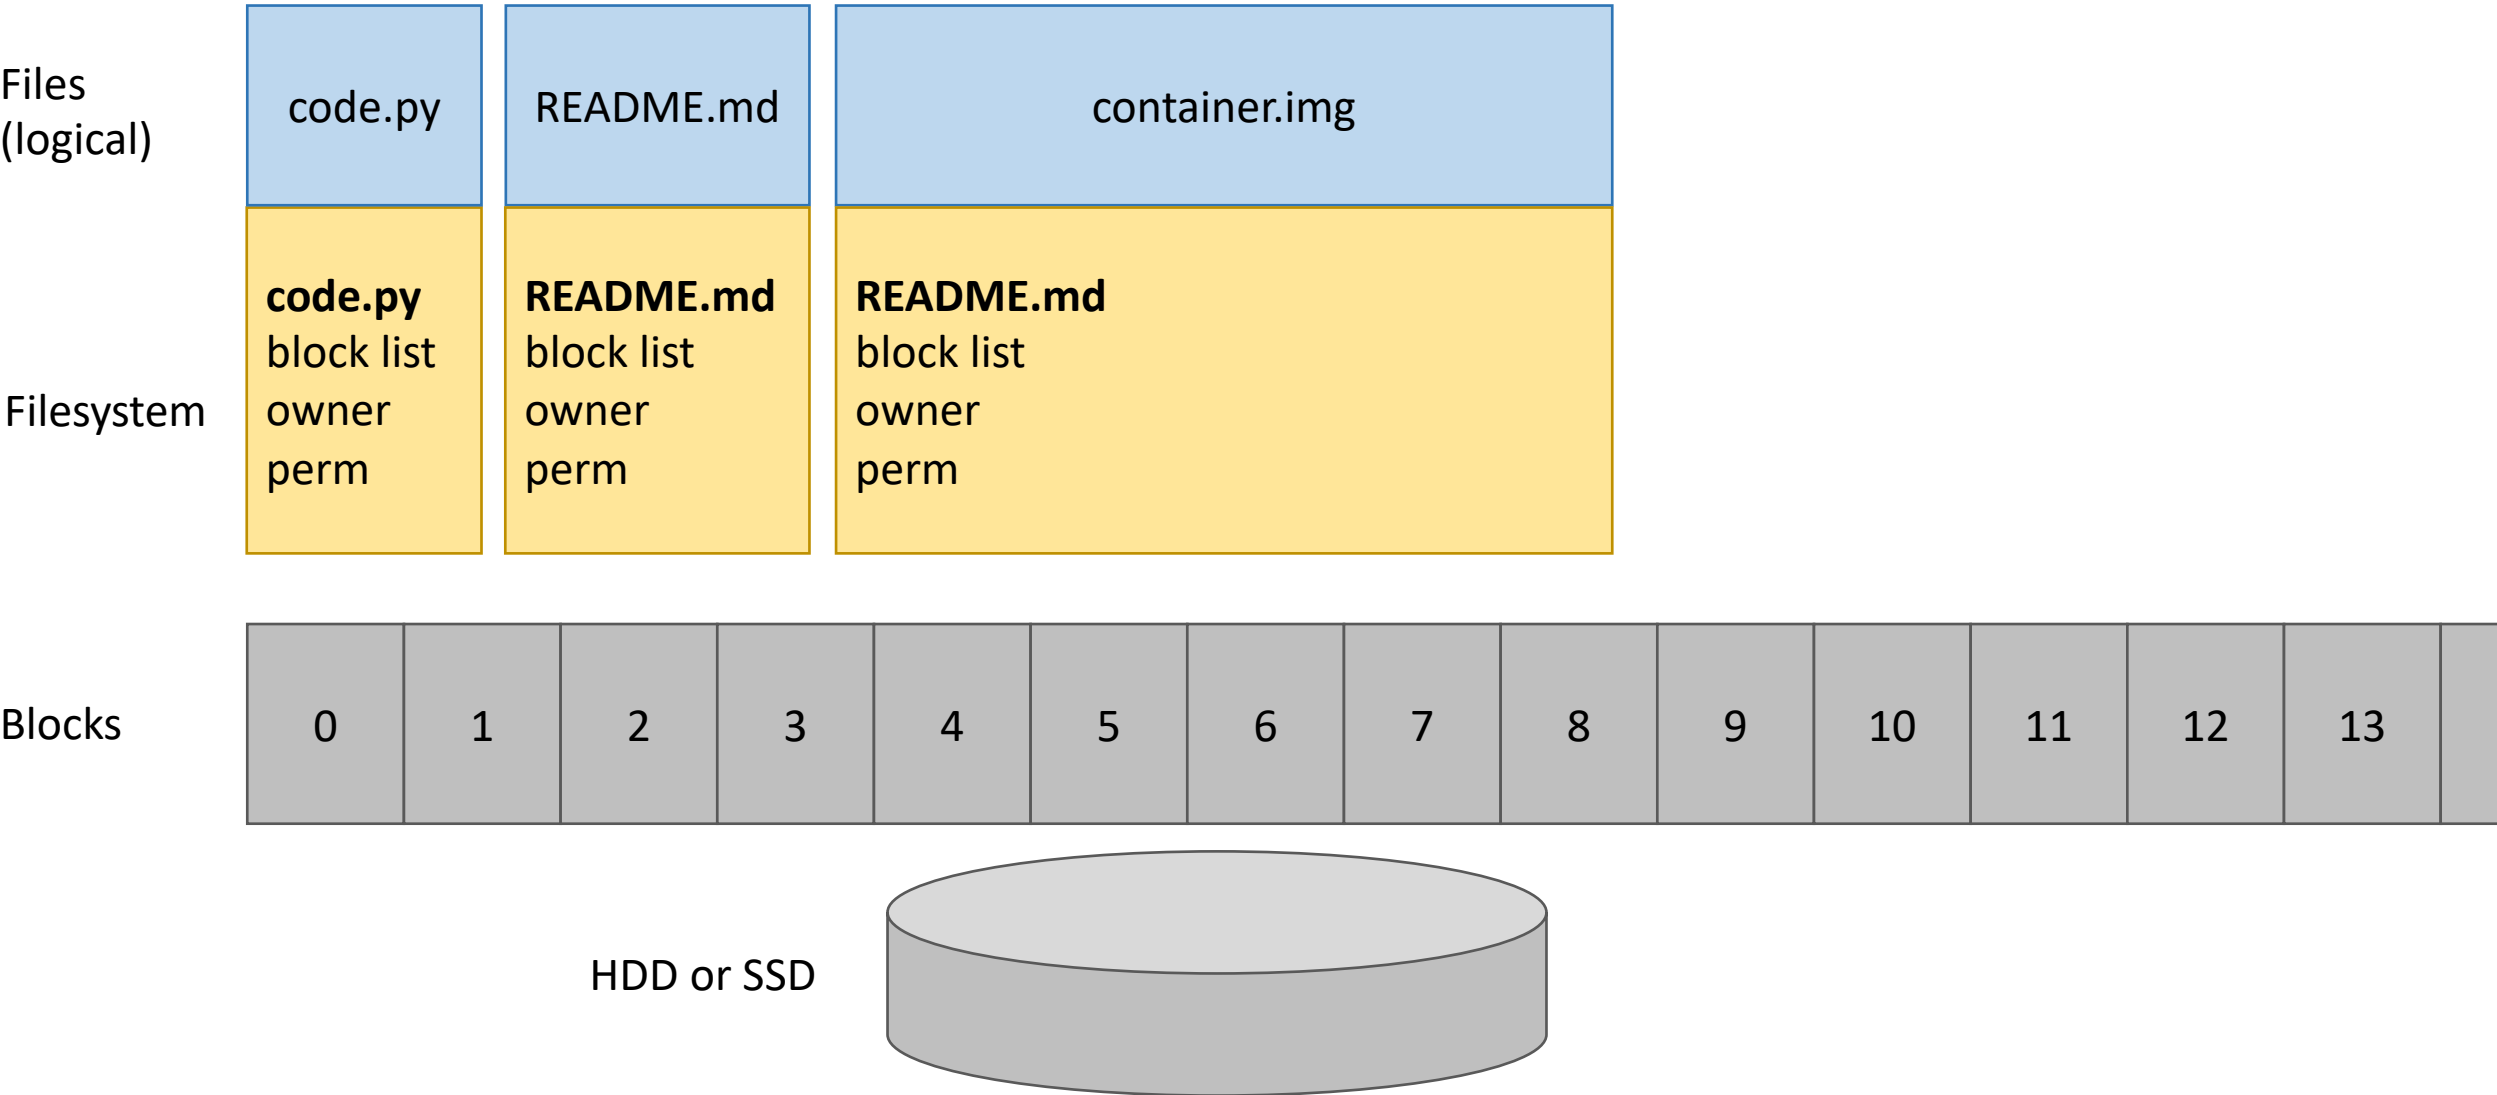 Files
(logical)
code.py
README.md
container.img
Filesystem
code.py
block list
owner
perm
README.md
block list
owner
perm
README.md
block list
owner
perm
Blocks
0
1
2
3
4
5
6
7
8
9
10
11
12
13
HDD or SSD